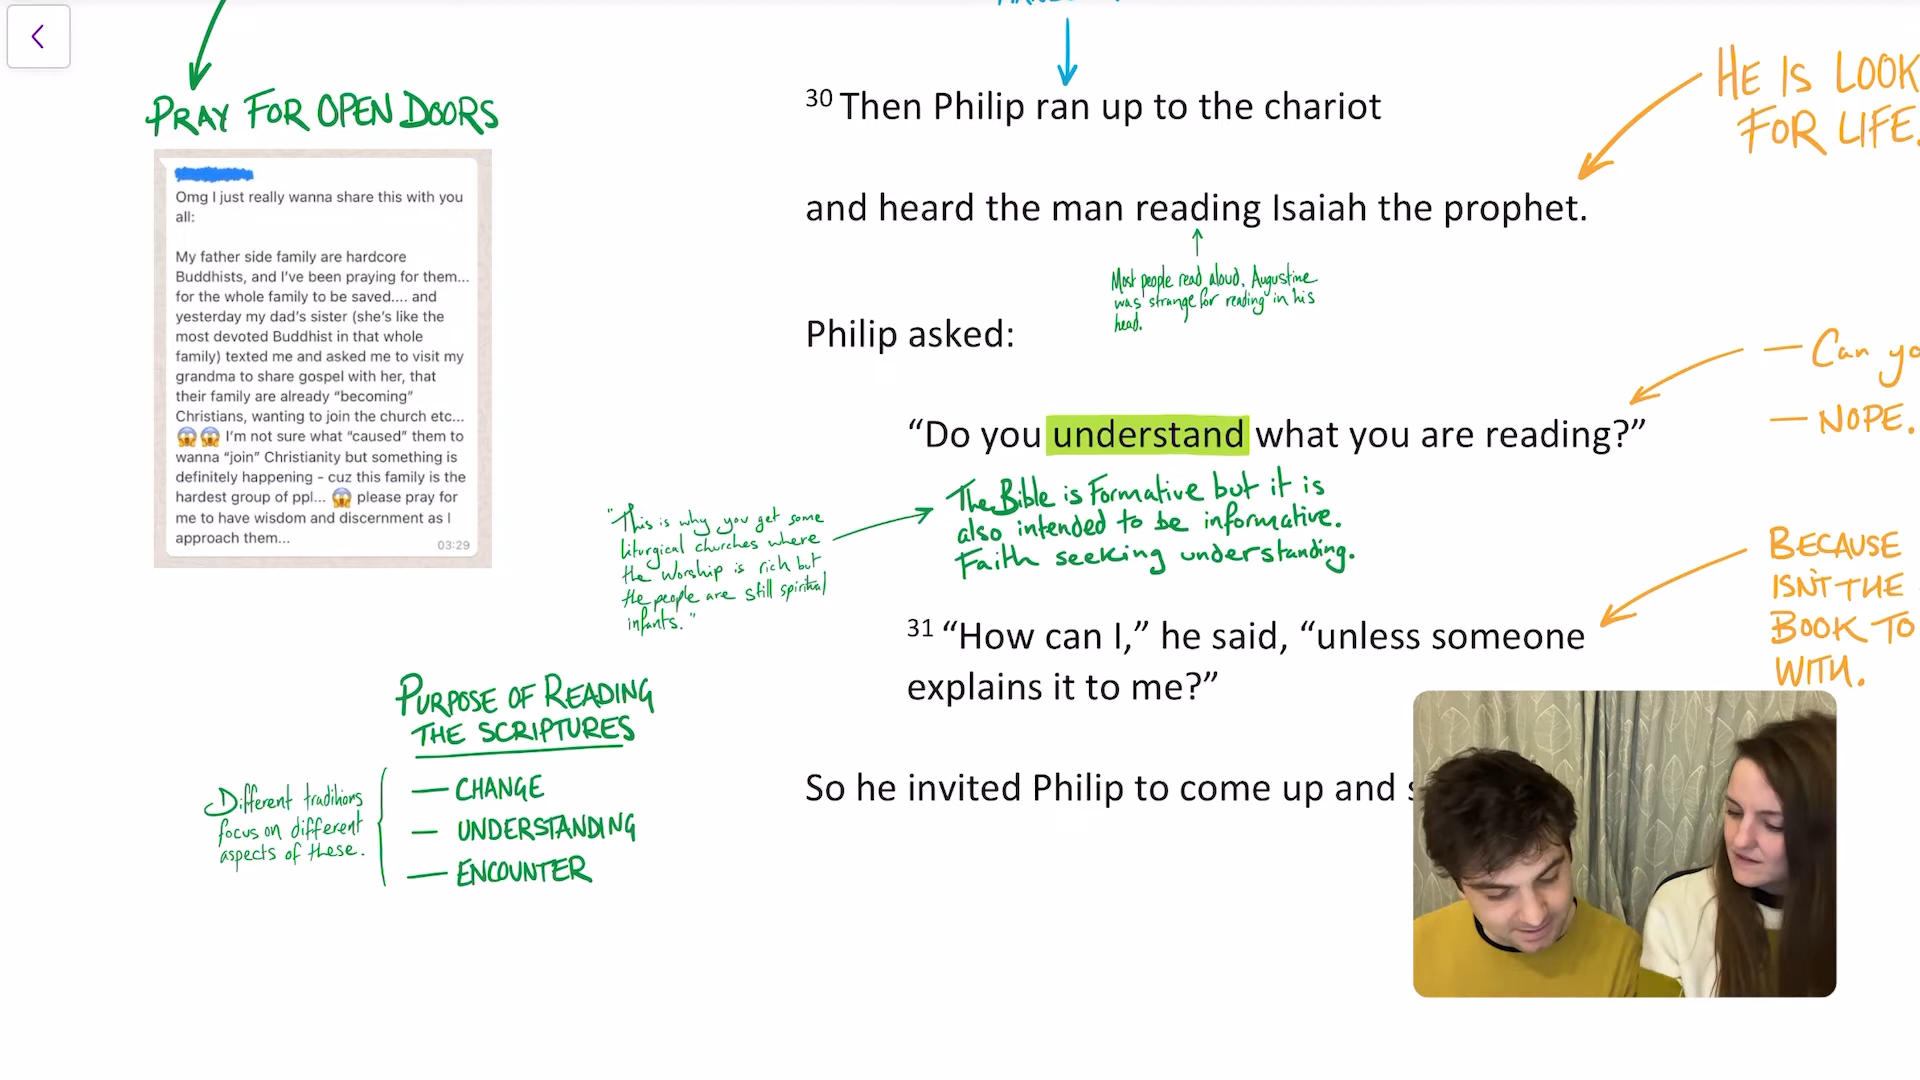 PRAY FOR OPEN DOORS
Omg I just really wanna share this with you
all:
My father side family are hardcore
Buddhists, and I've been praying for them...
for the whole family to be saved.... and
yesterday my dad's sister (she's like the
most devoted Buddhist in that whole
family) texted me and asked me to visit my
grandma to share gospel with her, that
their family are already "becoming"
Christians, wanting to join the church etc...
😱😱 I'm not sure what "caused" them to
wanna "join" Christianity but something is
definitely happening - cuz this family is the
hardest group of ppl... 😱 please pray for
me to have wisdom and discernment as I
approach them...
03:29
30 Then Philip ran up to the chariot
and heard the man reading Isaiah the prophet.
Most people read aloud. Augustine
was strange for reading in his
head.
Philip asked:
"Do you understand what you are reading?"
The Bible is Formative but it is
also intended to be informative.
Faith seeking understanding.
"This is why you get some
liturgical churches where
the worship is rich but
the people are still spiritual
infants."
31 "How can I," he said, "unless someone
explains it to me?"
So he invited Philip to come up and
HE IS LOOK
FOR LIFE.
— Can yo
— NOPE.
BECAUSE
ISN'T THE
BOOK TO
WITH.
PURPOSE OF READING
THE SCRIPTURES
— CHANGE
— UNDERSTANDING
— ENCOUNTER
Different traditions
focus on different
aspects of these.